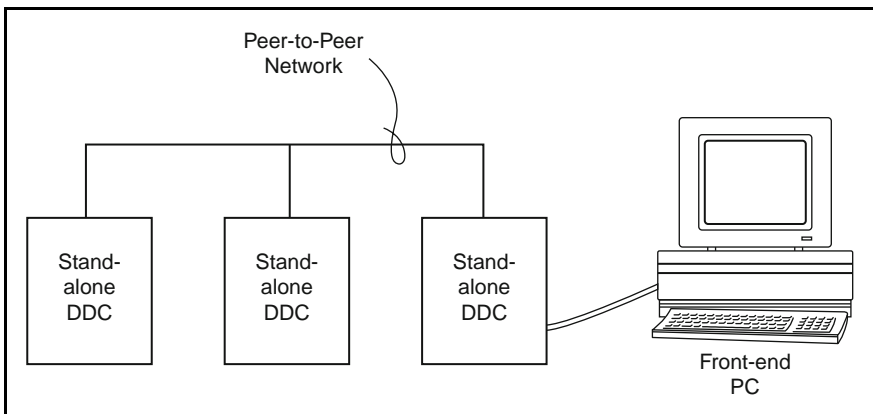 Peer-to-Peer
Network
Stand-
alone
DDC
Stand-
alone
DDC
Stand-
alone
DDC
Front-end
PC